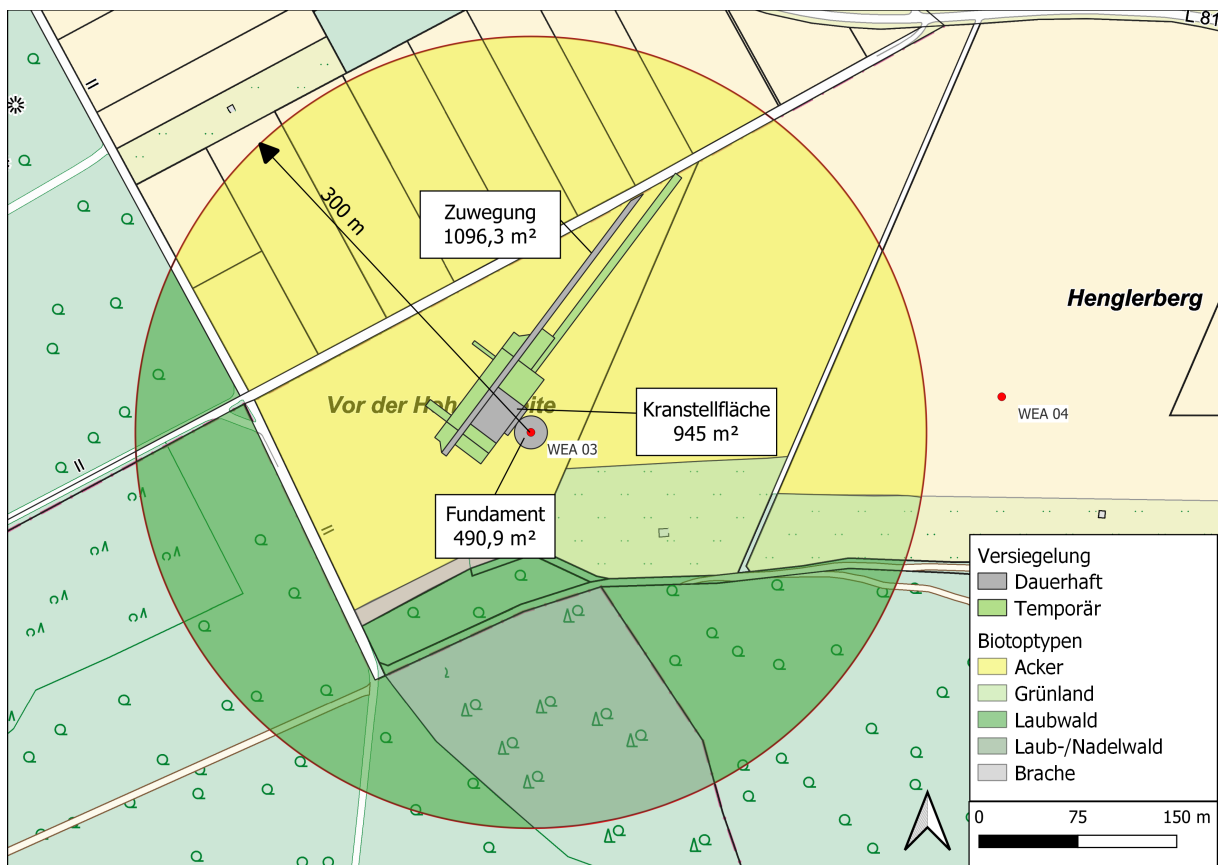 L 81
300 m
Zuwegung
1096,3 m²
Henglerberg
Vor der Hoh
eite
Kranstellfläche
945 m²
WEA 03
WEA 04
Fundament
490,9 m²
Versiegelung
Dauerhaft
Temporär
Biotoptypen
Acker
Grünland
Laubwald
Laub-/Nadelwald
Brache
0 75 150 m